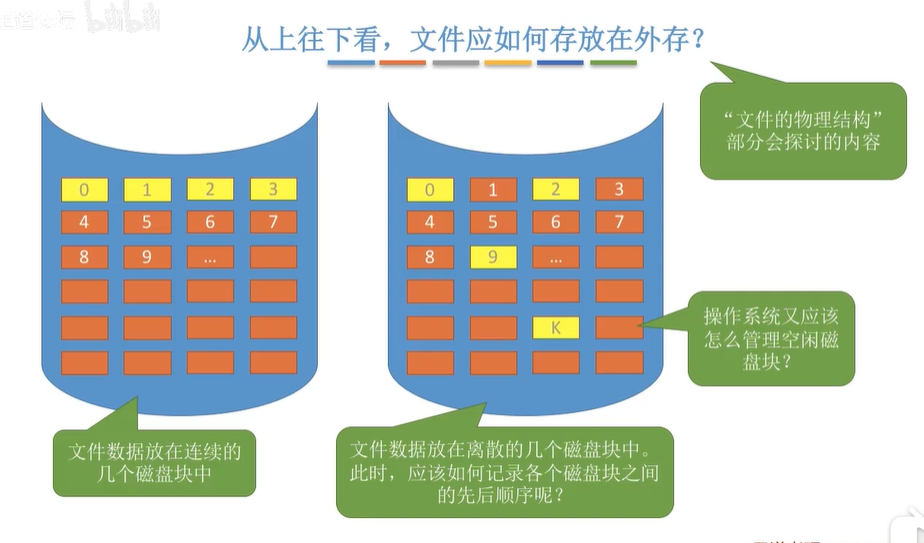 bilibili
从上往下看，文件应如何存放在外存？
“文件的物理结构”
部分会探讨的内容
0 1 2 3
4 5 6 7
8 9 ...
0 1 2 3
4 5 6 7
8 9 ...
K
操作系统又应该
怎么管理空闲磁
盘块？
文件数据放在连续的
几个磁盘块中
文件数据放在离散的几个磁盘块中。
此时，应该如何记录各个磁盘块之间
的先后顺序呢？